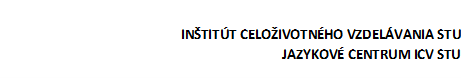 INŠTITÚT CELOŽIVOTNÉHO VZDELÁVANIA STU
JAZYKOVÉ CENTRUM ICV STU